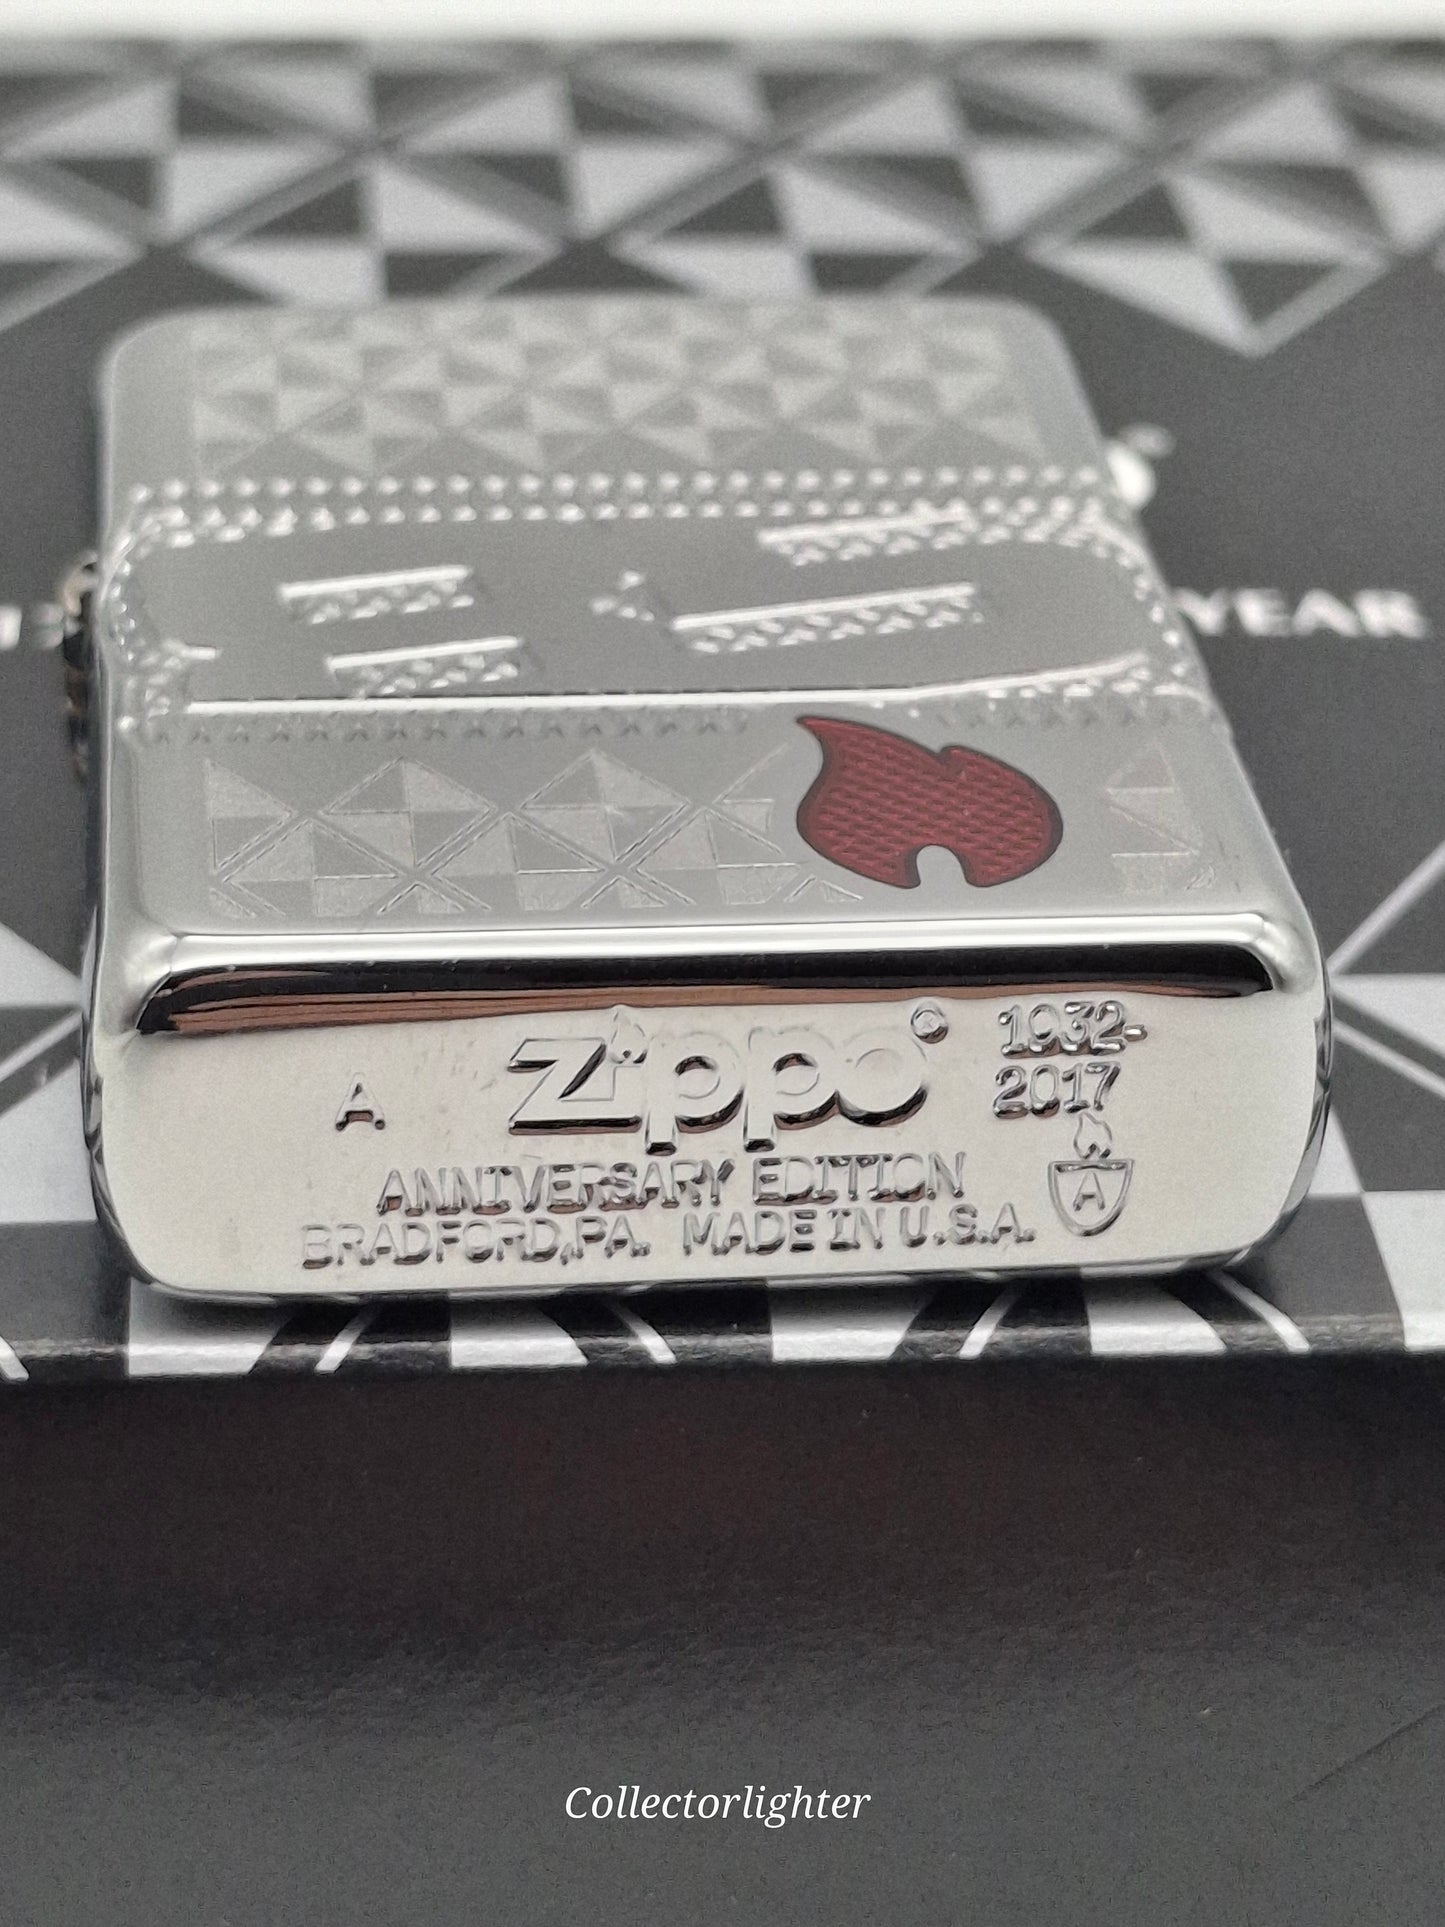 YEAR
Zippo® 1932-
A 2017
ANNIVERSARY EDITION
A
BRADFORD,PA. MADE IN U.S.A.
Collectorlighter